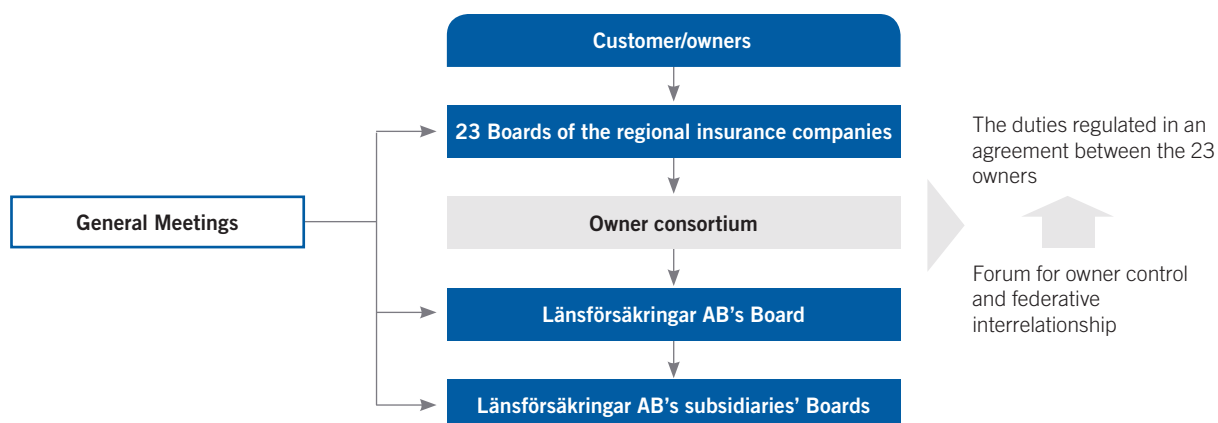 Customer/owners
23 Boards of the regional insurance companies
General Meetings
Owner consortium
Länsförsäkringar AB's Board
Länsförsäkringar AB's subsidiaries' Boards
The duties regulated in an
agreement between the 23
owners
Forum for owner control
and federative
interrelationship